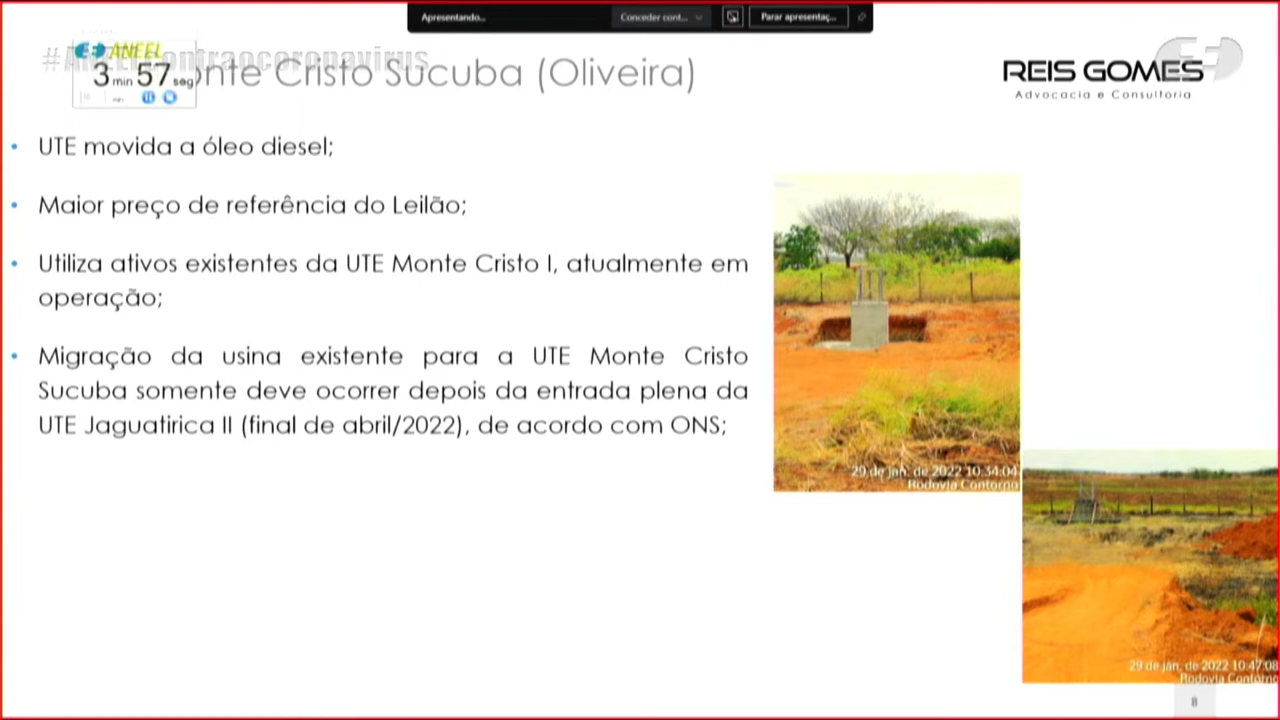 Apresentando...
Conceder cont...
Parar apresentaç...
#ANEELcontraocoronavirus
ANEEL
3 min 57 seg
onte Cristo Sucuba (Oliveira)
REIS GOMES
Advocacia e Consultoria
• UTE movida a óleo diesel;
• Maior preço de referência do Leilão;
• Utiliza ativos existentes da UTE Monte Cristo I, atualmente em
operação;
• Migração da usina existente para a UTE Monte Cristo
Sucuba somente deve ocorrer depois da entrada plena da
UTE Jaguatirica II (final de abril/2022), de acordo com ONS;
29 de jan. de 2022 10:34:04
Rodovia Contorno
29 de jan. de 2022 10:47:08
Rodovia Contorno
8